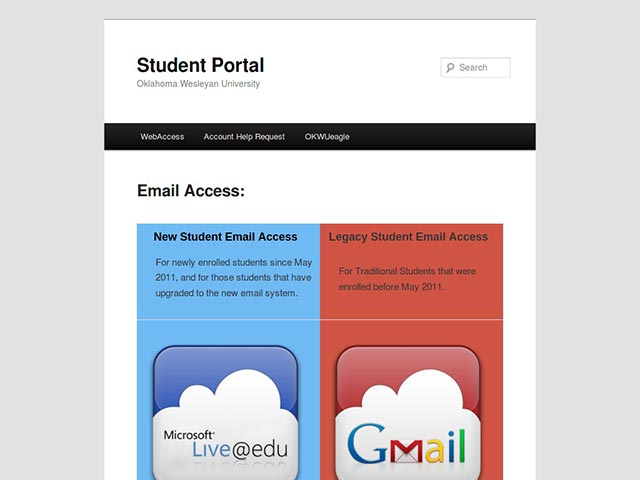 Student Portal
Oklahoma Wesleyan University
Search
WebAccess Account Help Request OKWUeagle
Email Access:
New Student Email Access
For newly enrolled students since May
2011, and for those students that have
upgraded to the new email system.
Legacy Student Email Access
For Traditional Students that were
enrolled before May 2011.
Microsoft®
Live@edu
Gmail